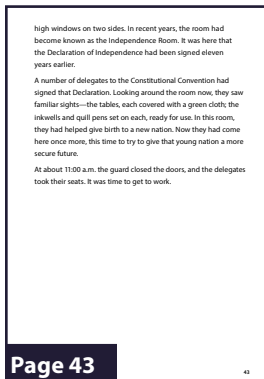 high windows on two sides. In recent years, the room had
become known as the Independence Room. It was here that
the Declaration of Independence had been signed eleven
years earlier.
A number of delegates to the Constitutional Convention had
signed that Declaration. Looking around the room now, they saw
familiar sights—the tables, each covered with a green cloth; the
inkwells and quill pens set on each, ready for use. In this room,
they had helped give birth to a new nation. Now they had come
here once more, this time to try to give that young nation a more
secure future.
At about 11:00 a.m. the guard closed the doors, and the delegates
took their seats. It was time to get to work.
Page 43
43